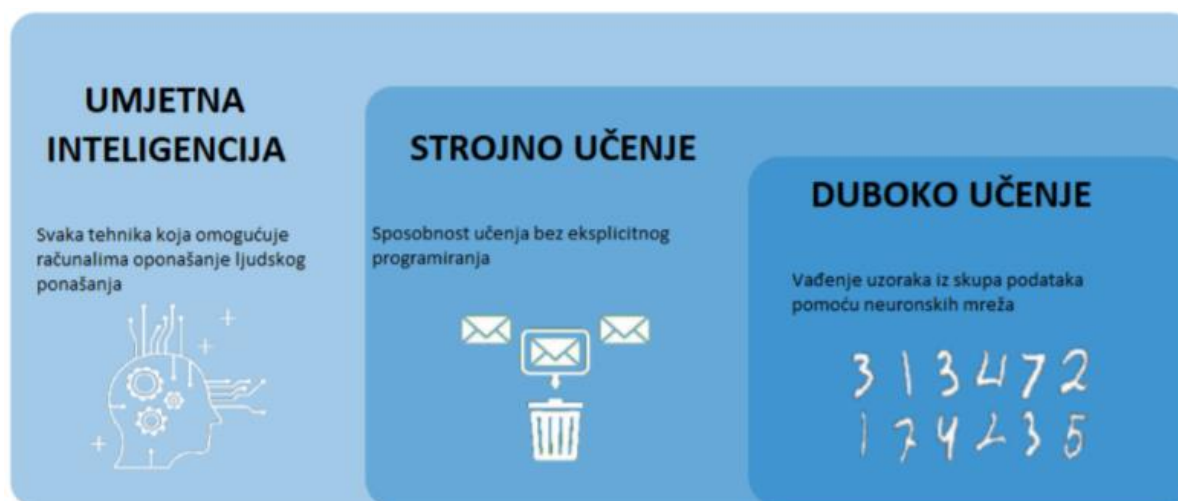 UMJETNA
INTELIGENCIJA
Svaka tehnika koja omogućuje
računalima oponašanje ljudskog
ponašanja
STROJNO UČENJE
Sposobnost učenja bez eksplicitnog
programiranja
DUBOKO UČENJE
Vađenje uzoraka iz skupa podataka
pomoću neuronskih mreža
3 1 3 4 7 2
1 7 4 2 3 5